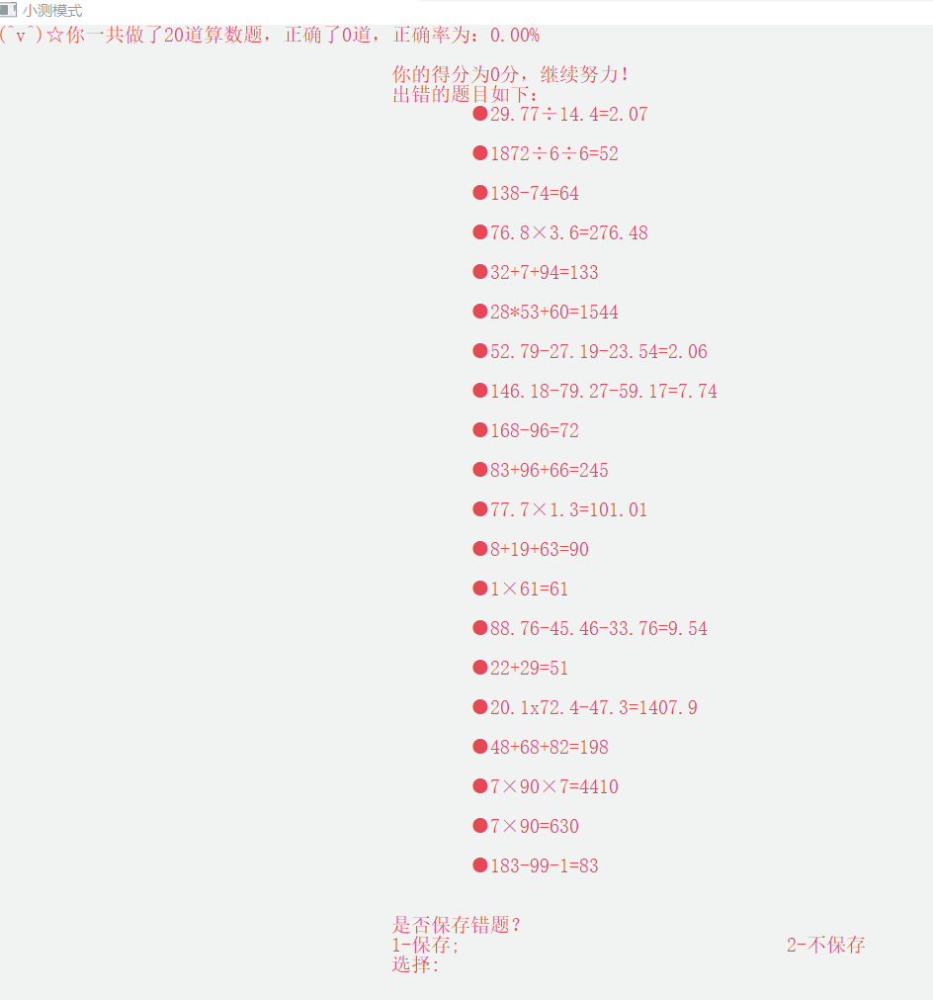 小测模式
(^v^)☆你一共做了20道算数题，正确了0道，正确率为：0.00%
你的得分为0分，继续努力！
出错的题目如下：
●29.77÷14.4=2.07
●1872÷6÷6=52
●138-74=64
●76.8×3.6=276.48
●32+7+94=133
●28*53+60=1544
●52.79-27.19-23.54=2.06
●146.18-79.27-59.17=7.74
●168-96=72
●83+96+66=245
●77.7×1.3=101.01
●8+19+63=90
●1×61=61
●88.76-45.46-33.76=9.54
●22+29=51
●20.1x72.4-47.3=1407.9
●48+68+82=198
●7×90×7=4410
●7×90=630
●183-99-1=83
是否保存错题？
1-保存; 2-不保存
选择: